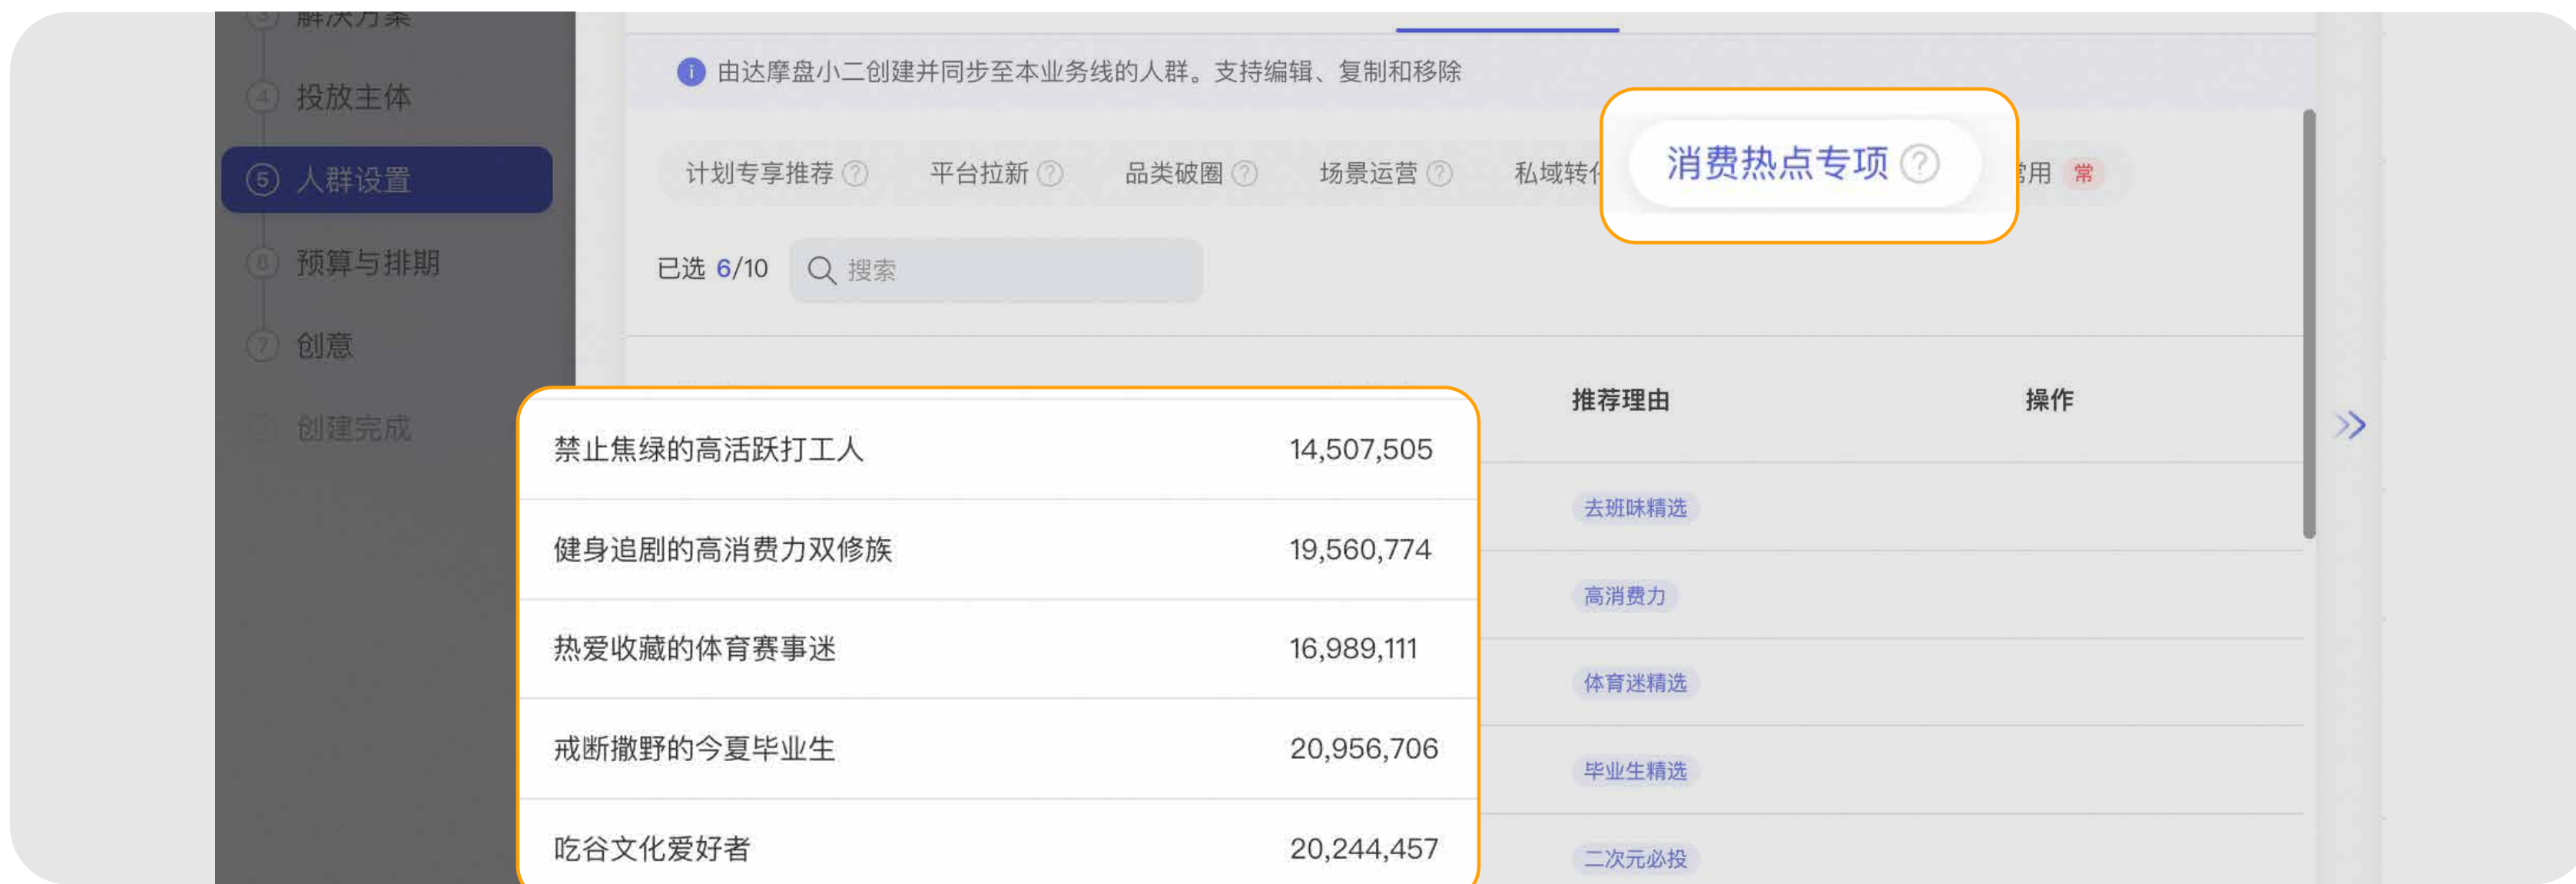 ③ 解决方案
④ 投放主体
⑤ 人群设置
⑥ 预算与排期
⑦ 创意
创建完成
由达摩盘小二创建并同步至本业务线的人群。支持编辑、复制和移除
计划专享推荐 平台拉新 品类破圈 场景运营 私域转化 消费热点专项 常用 常
已选 6/10 搜索
推荐理由 操作
禁止焦绿的高活跃打工人 14,507,505 去班味精选
健身追剧的高消费力双修族 19,560,774 高消费力
热爱收藏的体育赛事迷 16,989,111 体育迷精选
戒断撒野的今夏毕业生 20,956,706 毕业生精选
吃谷文化爱好者 20,244,457 二次元必投